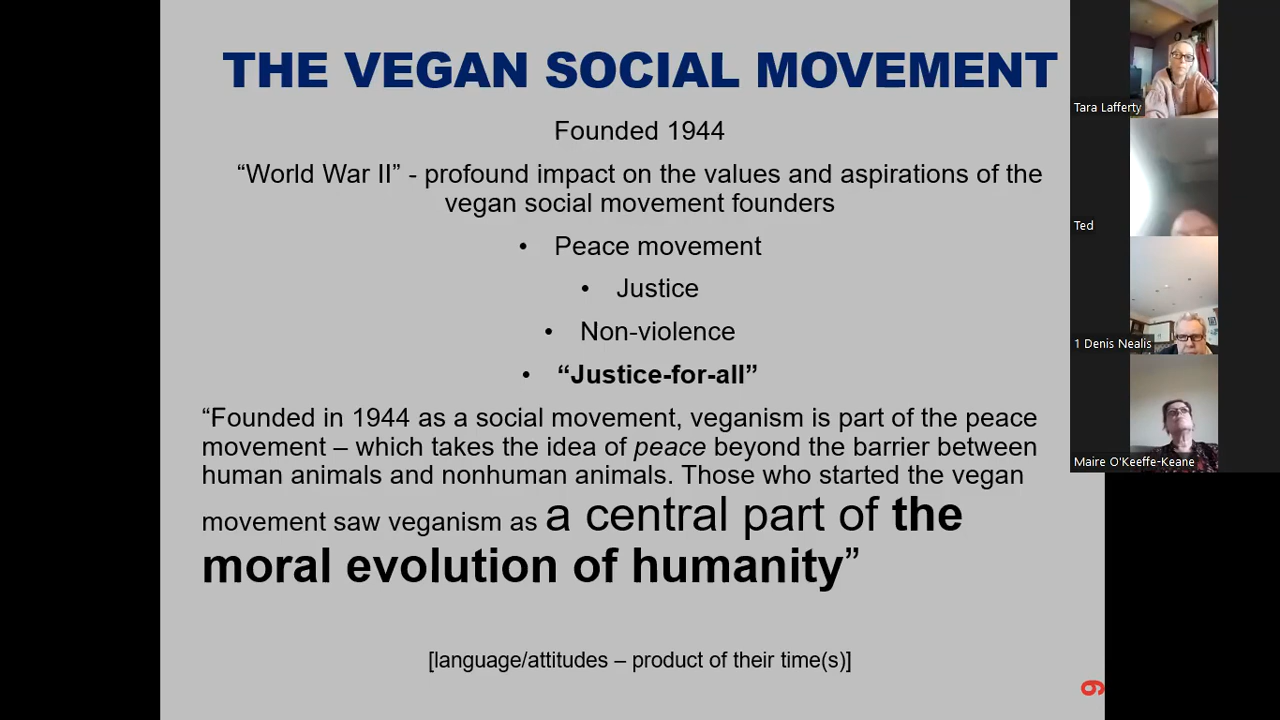 THE VEGAN SOCIAL MOVEMENT
Founded 1944
“World War II” - profound impact on the values and aspirations of the
vegan social movement founders
• Peace movement
• Justice
• Non-violence
• “Justice-for-all”
“Founded in 1944 as a social movement, veganism is part of the peace
movement – which takes the idea of peace beyond the barrier between
human animals and nonhuman animals. Those who started the vegan
movement saw veganism as a central part of the
moral evolution of humanity”
[language/attitudes – product of their time(s)]
9
Tara Lafferty
Ted
1 Denis Nealis
Maire O'Keeffe-Keane